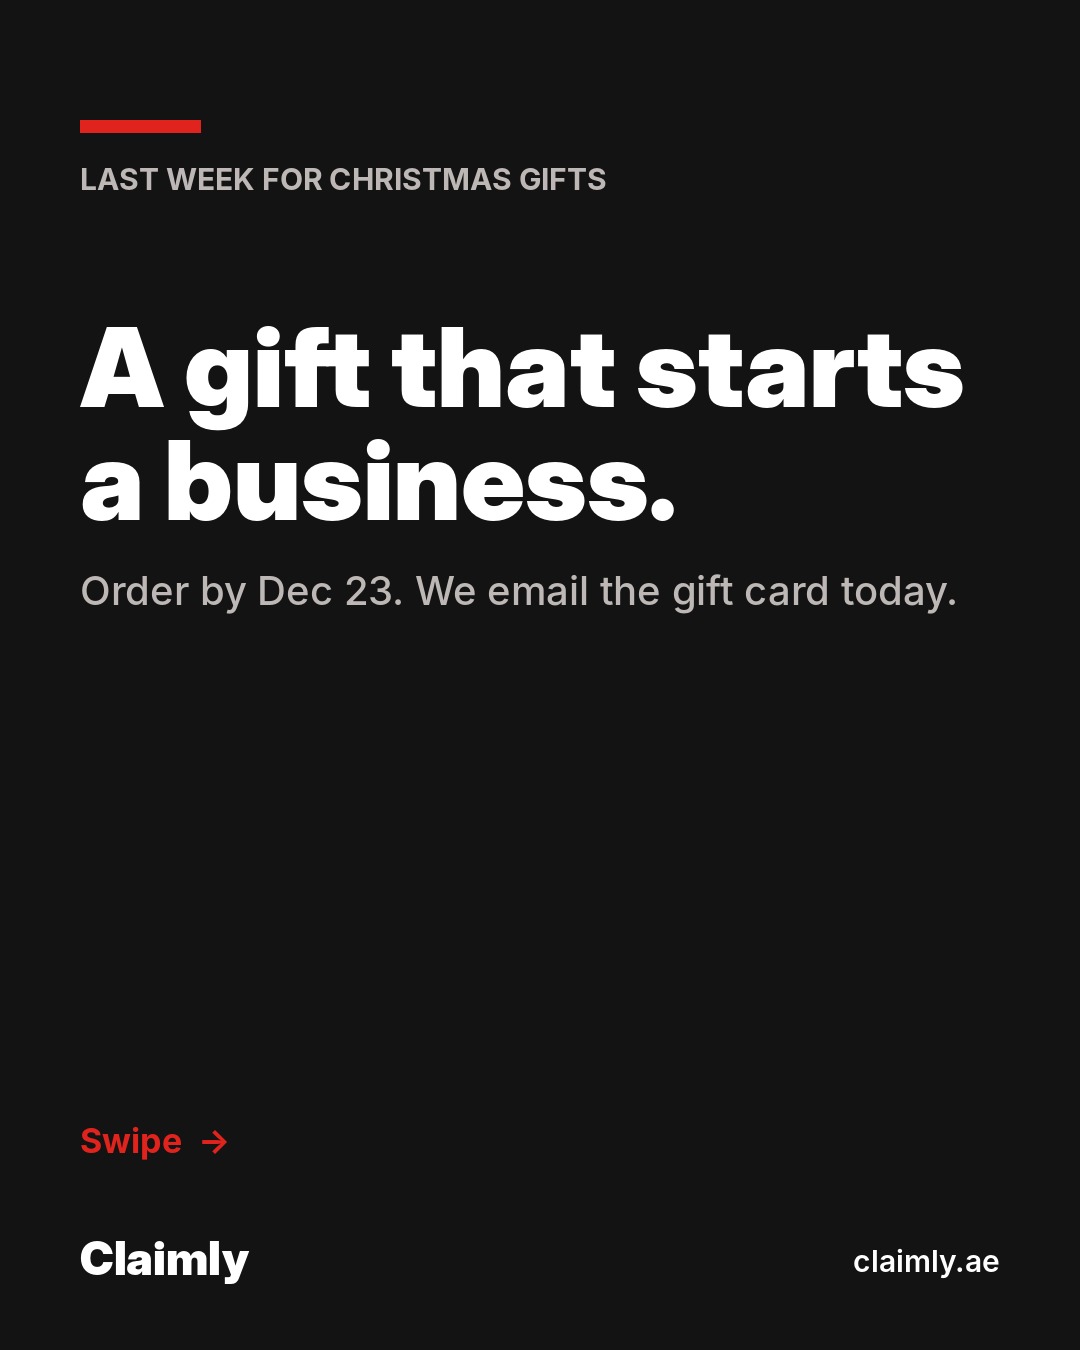 LAST WEEK FOR CHRISTMAS GIFTS
A gift that starts
a business.
Order by Dec 23. We email the gift card today.
Swipe →
Claimly
claimly.ae